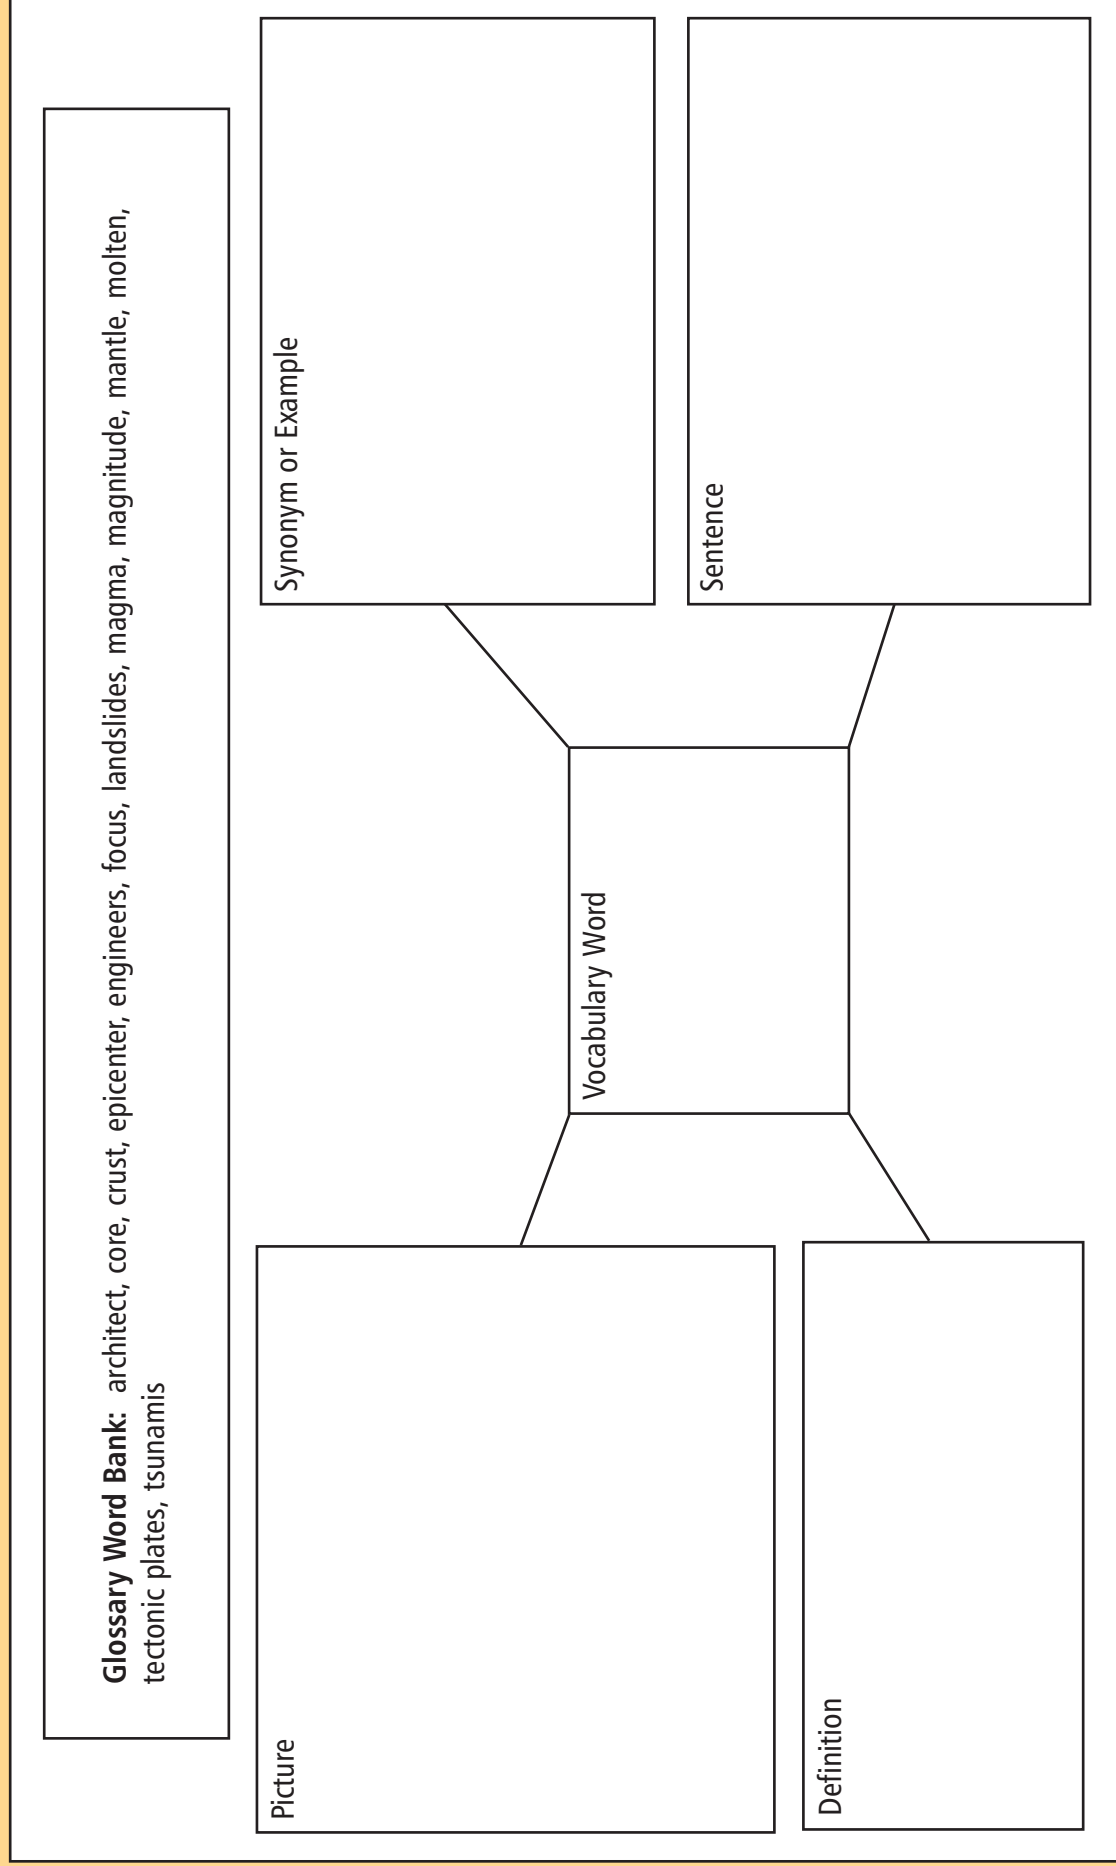 Glossary Word Bank: architect, core, crust, epicenter, engineers, focus, landslides, magma, magnitude, mantle, molten,
tectonic plates, tsunamis
Picture
Synonym or Example
Vocabulary Word
Definition
Sentence